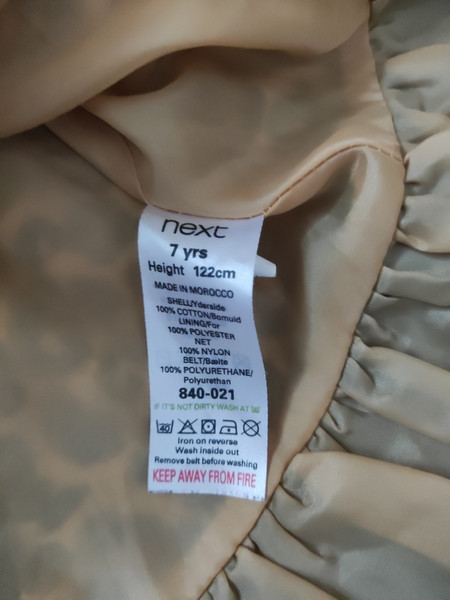 next
7 yrs
Height 122cm
MADE IN MOROCCO
SHELL/Yderside
100% COTTON/Bomuld
LINING/For
100% POLYESTER
NET
100% NYLON
BELT/Bælte
100% POLYURETHANE/
Polyurethan
840-021
IF IT'S NOT DIRTY WASH AT
40
Iron on reverse
Wash inside out
Remove belt before washing
KEEP AWAY FROM FIRE